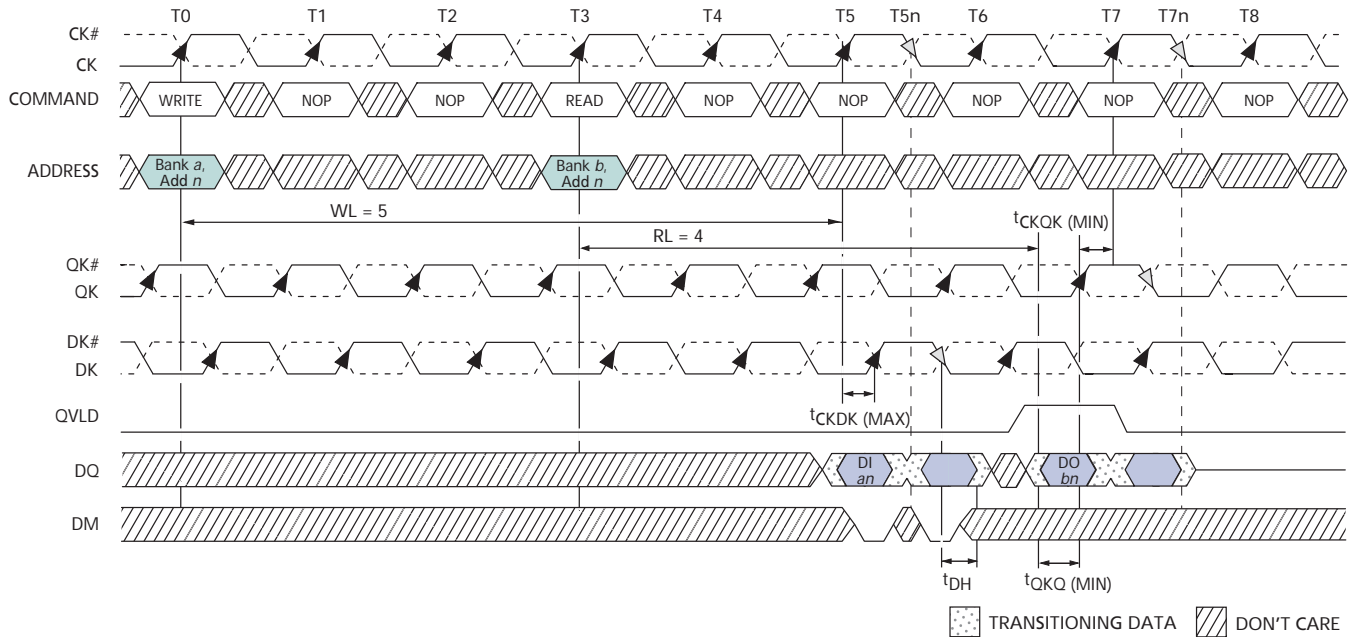 T0 T1 T2 T3 T4 T5 T5n T6 T7 T7n T8
CK#
CK
COMMAND WRITE NOP NOP READ NOP NOP NOP NOP NOP
ADDRESS Bank a, Add n Bank b, Add n
WL = 5
RL = 4
tCKQK (MIN)
QK#
QK
DK#
DK
tCKDK (MAX)
QVLD
DQ DI an DO bn
DM
tDH tQKQ (MIN)
TRANSITIONING DATA DON'T CARE